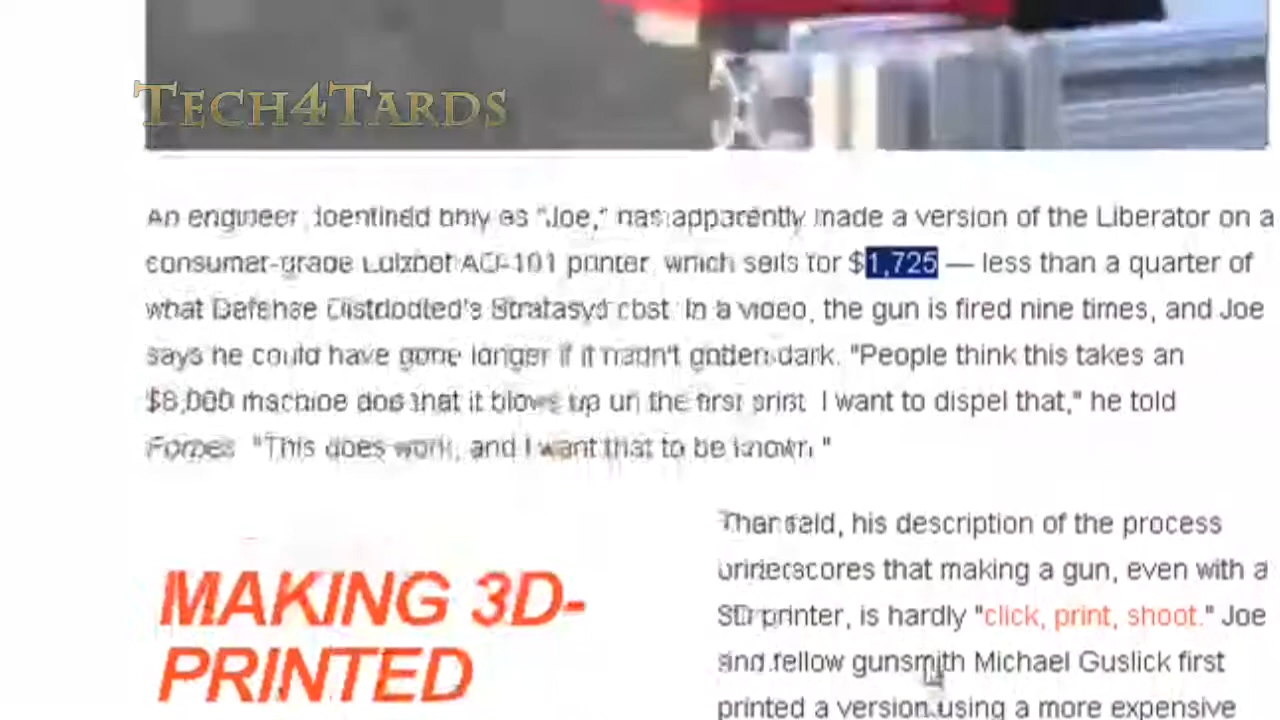 TECH4TARDS
An engineer, identified only as "Joe," has apparently made a version of the Liberator on a
consumer-grade Lulzbot AO-101 printer, which sells for $1,725 — less than a quarter of
what Defense Distributed's Stratasys cost. In a video, the gun is fired nine times, and Joe
says he could have gone longer if it hadn't gotten dark. "People think this takes an
$8,000 machine and that it blows up on the first print. I want to dispel that," he told
Forbes. "This does work, and I want that to be known."
MAKING 3D-
PRINTED
That said, his description of the process
underscores that making a gun, even with a
3D printer, is hardly "click, print, shoot." Joe
and fellow gunsmith Michael Guslick first
printed a version using a more expensive